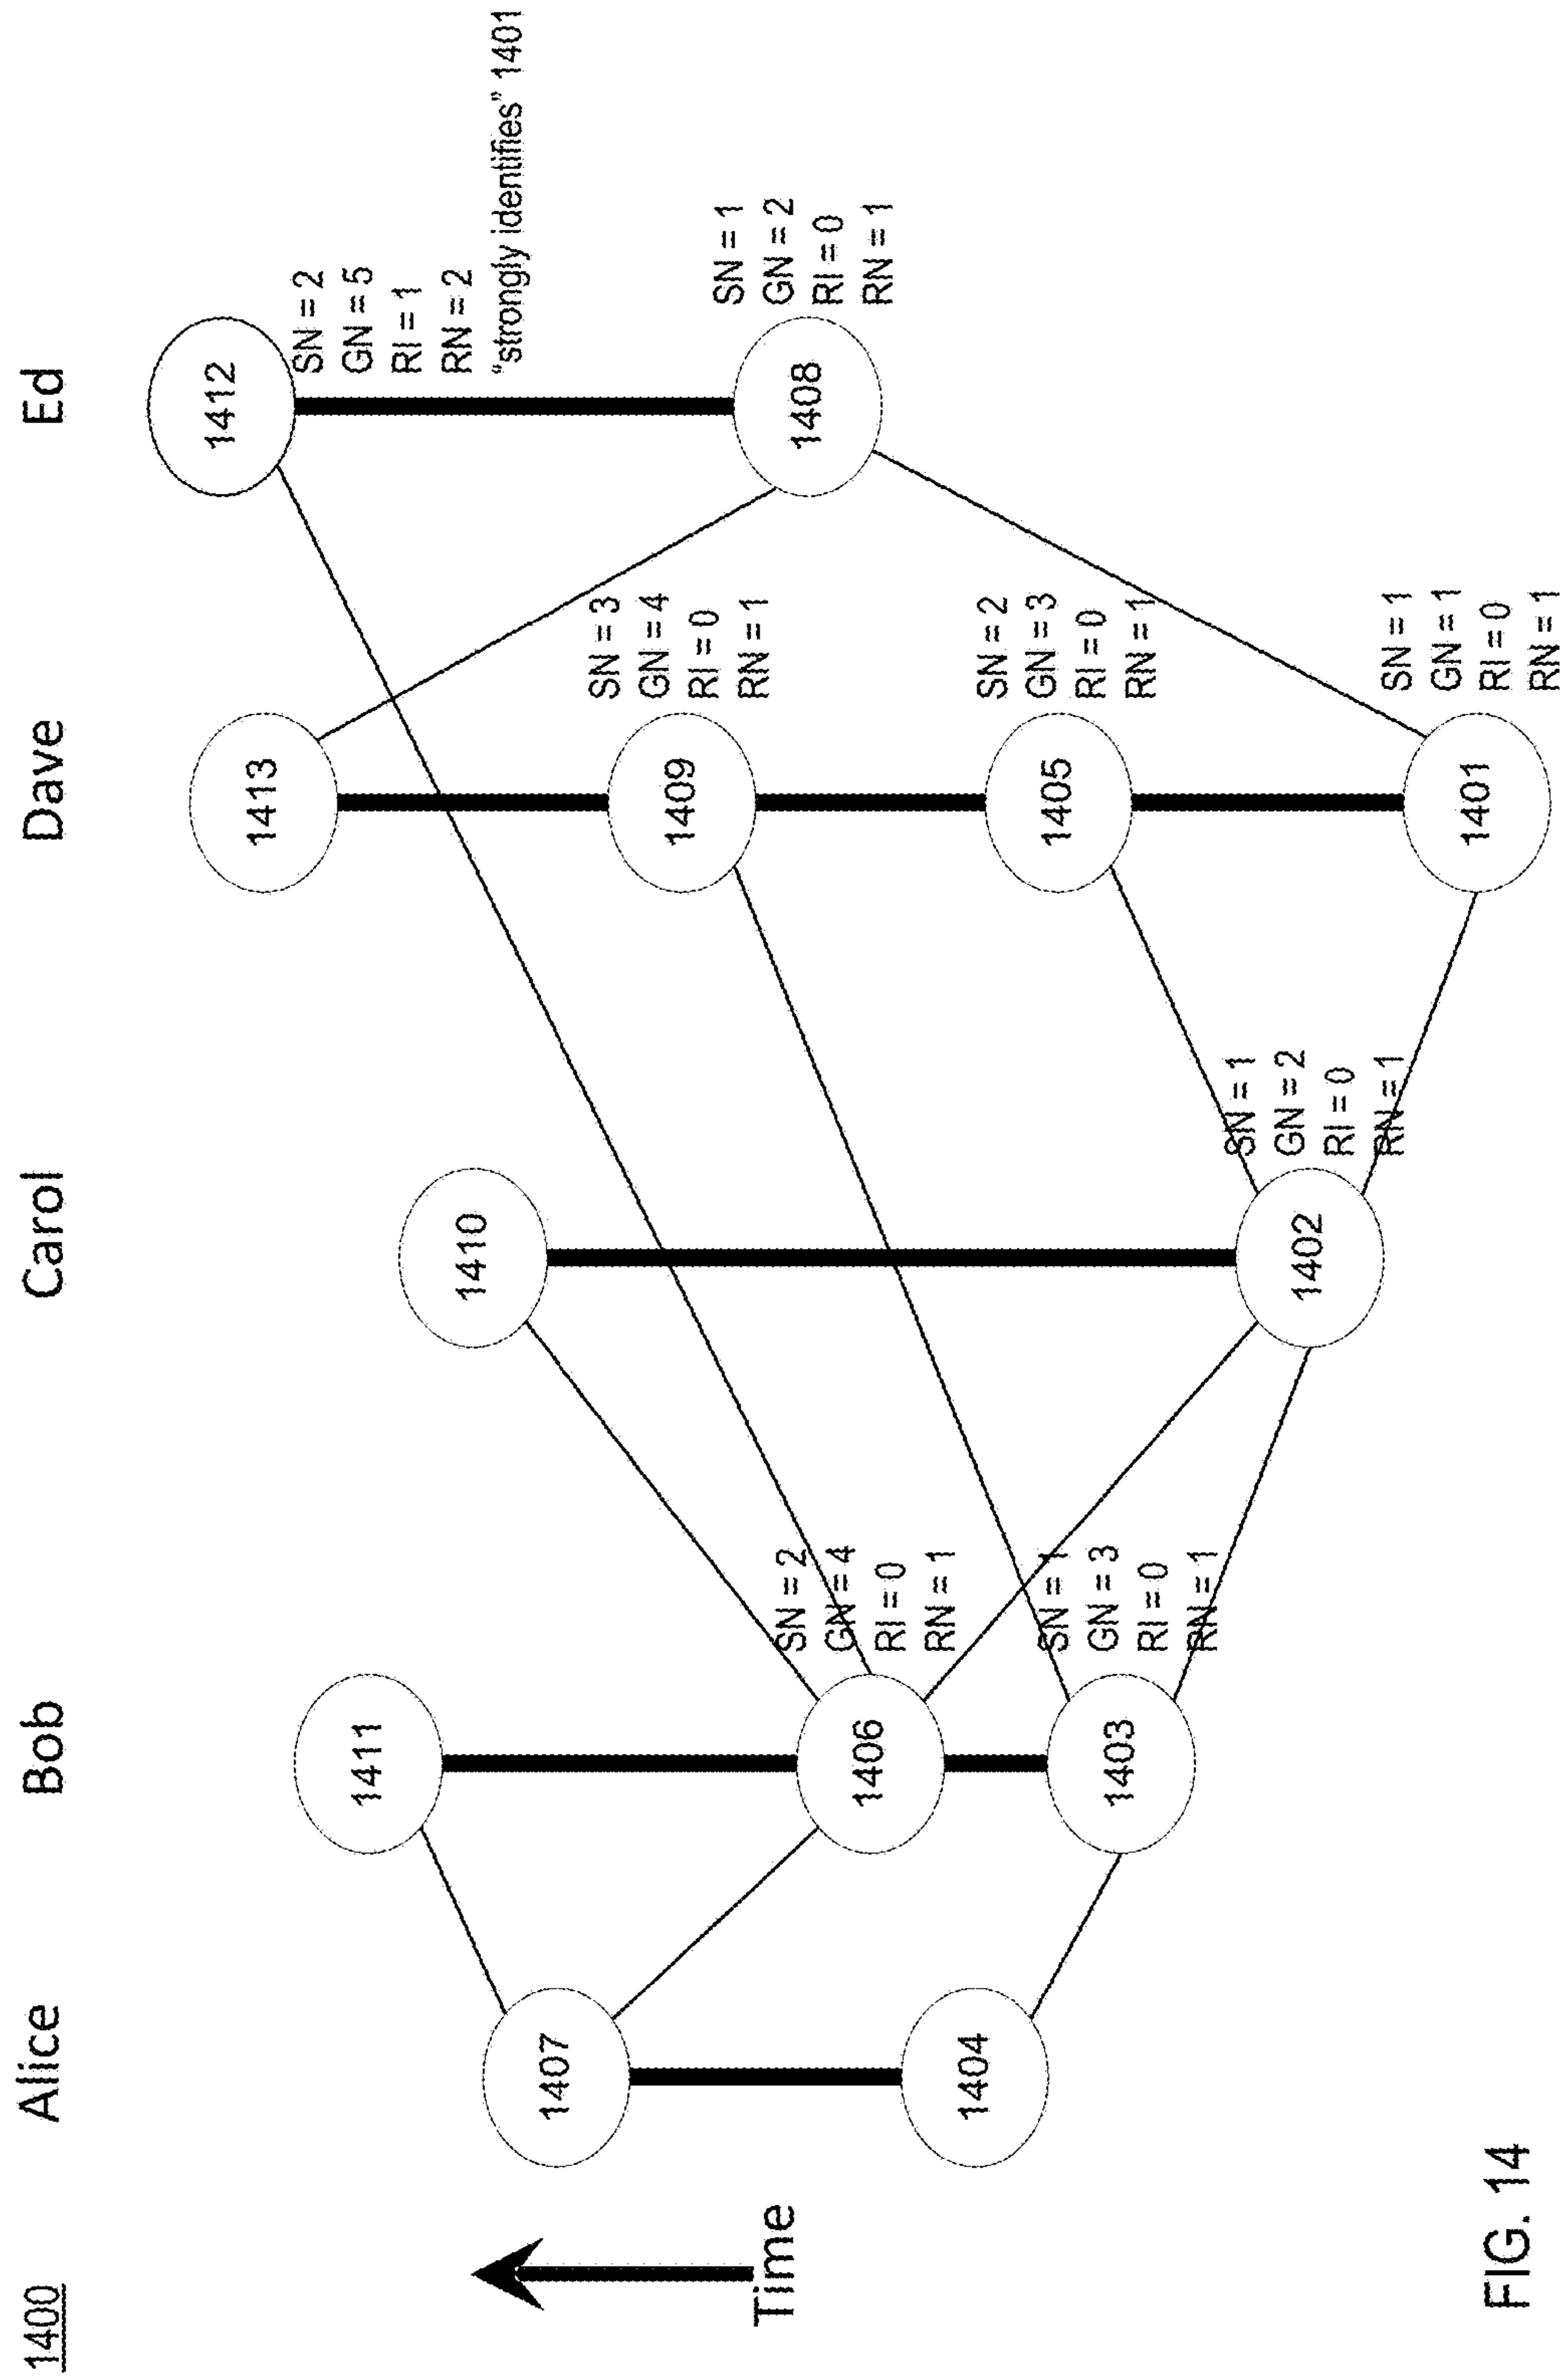 1400
Alice
Bob
Carol
Dave
Ed
1412
SN = 2
GN = 5
RI = 1
RN = 2
"strongly identifies" 1401
1413
1411
1410
1407
1409
SN = 3
GN = 4
RI = 0
RN = 1
1408
SN = 1
GN = 2
RI = 0
RN = 1
1406
SN = 2
GN = 4
RI = 0
RN = 1
1404
1405
SN = 2
GN = 3
RI = 0
RN = 1
1403
SN = 1
GN = 3
RI = 0
RN = 1
1402
SN = 1
GN = 2
RI = 0
RN = 1
1401
SN = 1
GN = 1
RI = 0
RN = 1
Time
FIG. 14